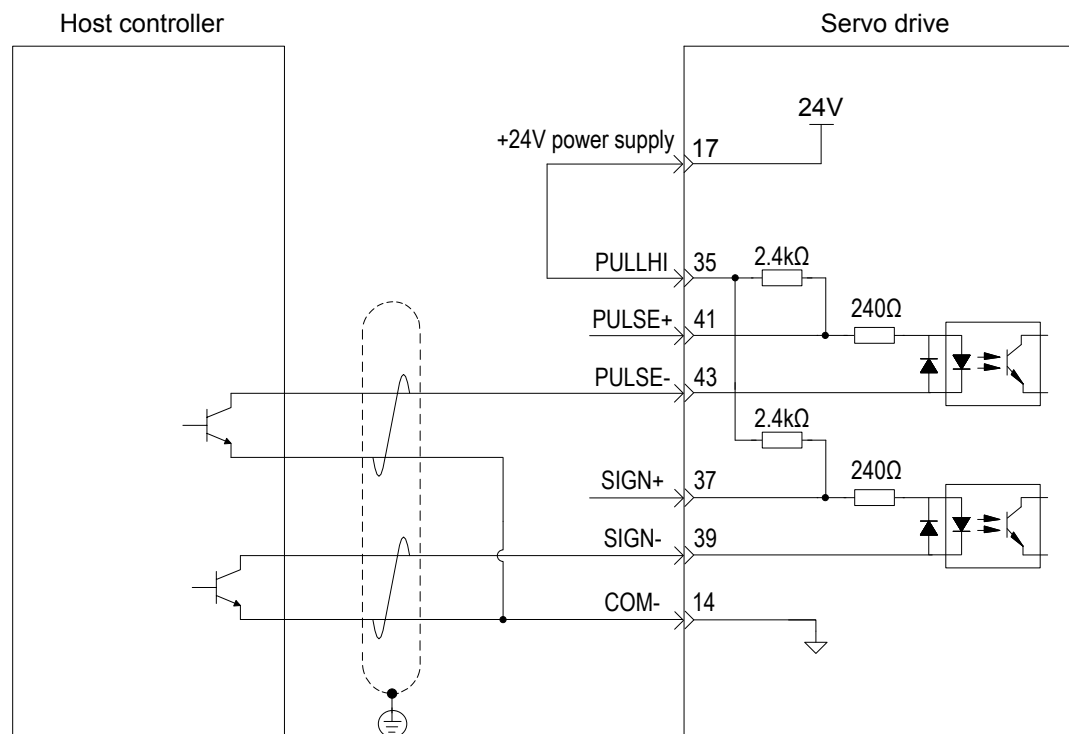 Host controller
Servo drive
24V
+24V power supply
17
PULLHI
35
2.4kΩ
PULSE+
41
240Ω
PULSE-
43
2.4kΩ
SIGN+
37
240Ω
SIGN-
39
COM-
14